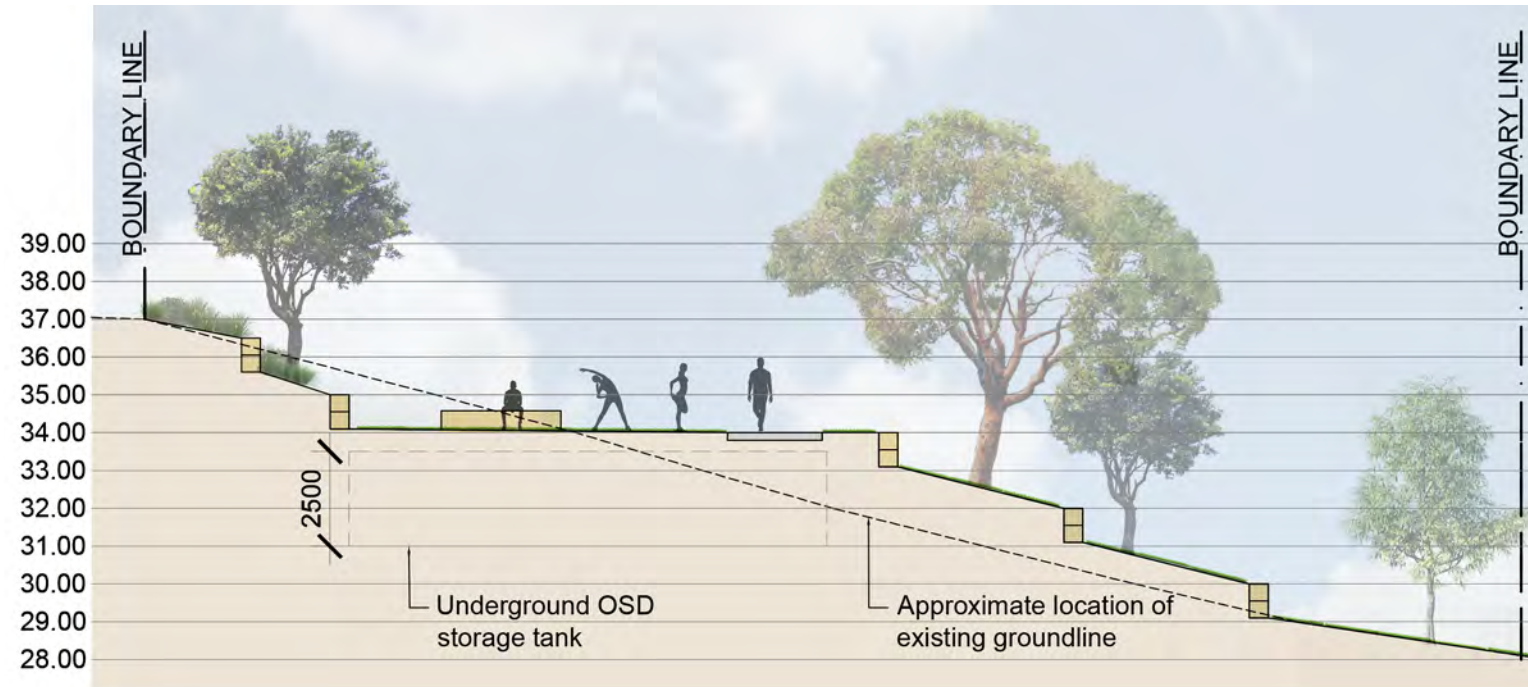 BOUNDARY LINE
BOUNDARY LINE
39.00
38.00
37.00
36.00
35.00
34.00
33.00
32.00
31.00
30.00
29.00
28.00
2500
Underground OSD
storage tank
Approximate location of
existing groundline